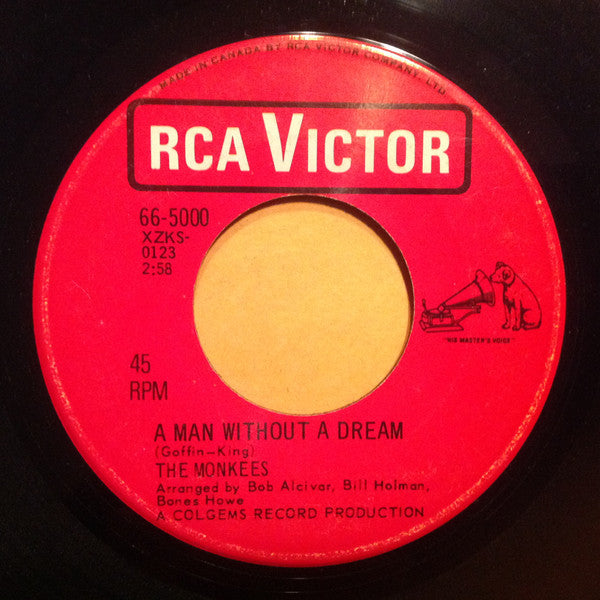 MADE IN CANADA BY RCA VICTOR COMPANY, LTD.
RCA VICTOR
66-5000
XZKS-
0123
2:58
"HIS MASTER'S VOICE"
45
RPM
A MAN WITHOUT A DREAM
(Goffin-King)
THE MONKEES
Arranged by Bob Alcivar, Bill Holman,
Bones Howe
A COLGEMS RECORD PRODUCTION